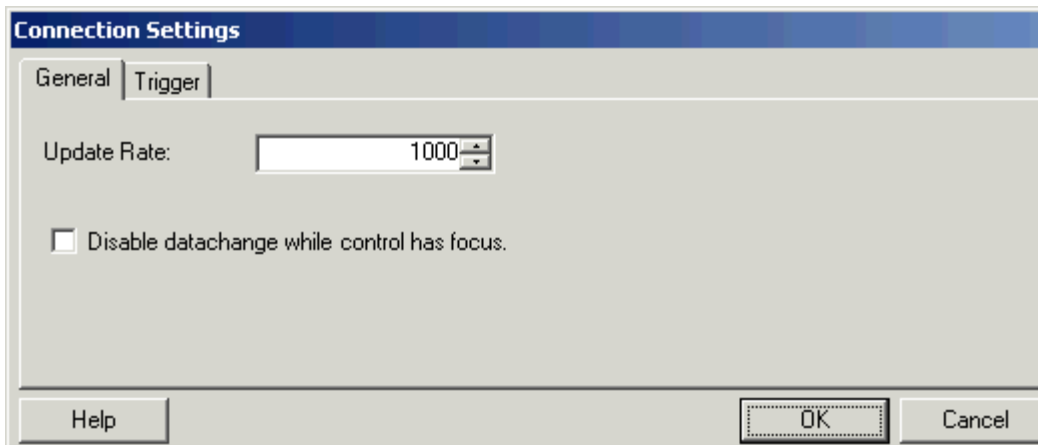 Connection Settings
General Trigger
Update Rate: 1000
Disable datachange while control has focus.
Help OK Cancel